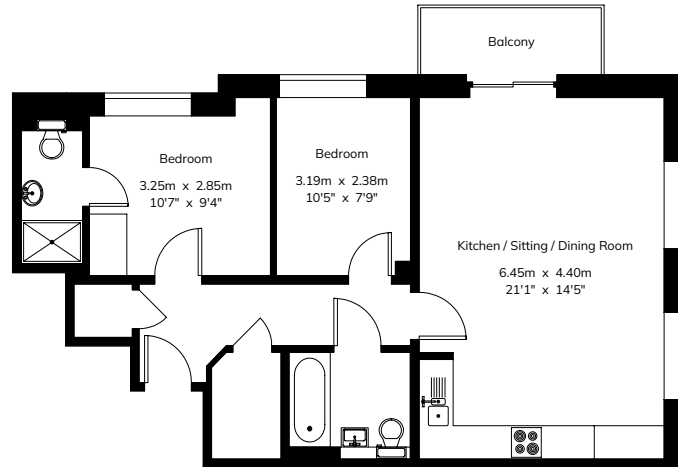 Balcony
Bedroom
3.25m x 2.85m
10'7" x 9'4"
Bedroom
3.19m x 2.38m
10'5" x 7'9"
Kitchen / Sitting / Dining Room
6.45m x 4.40m
21'1" x 14'5"